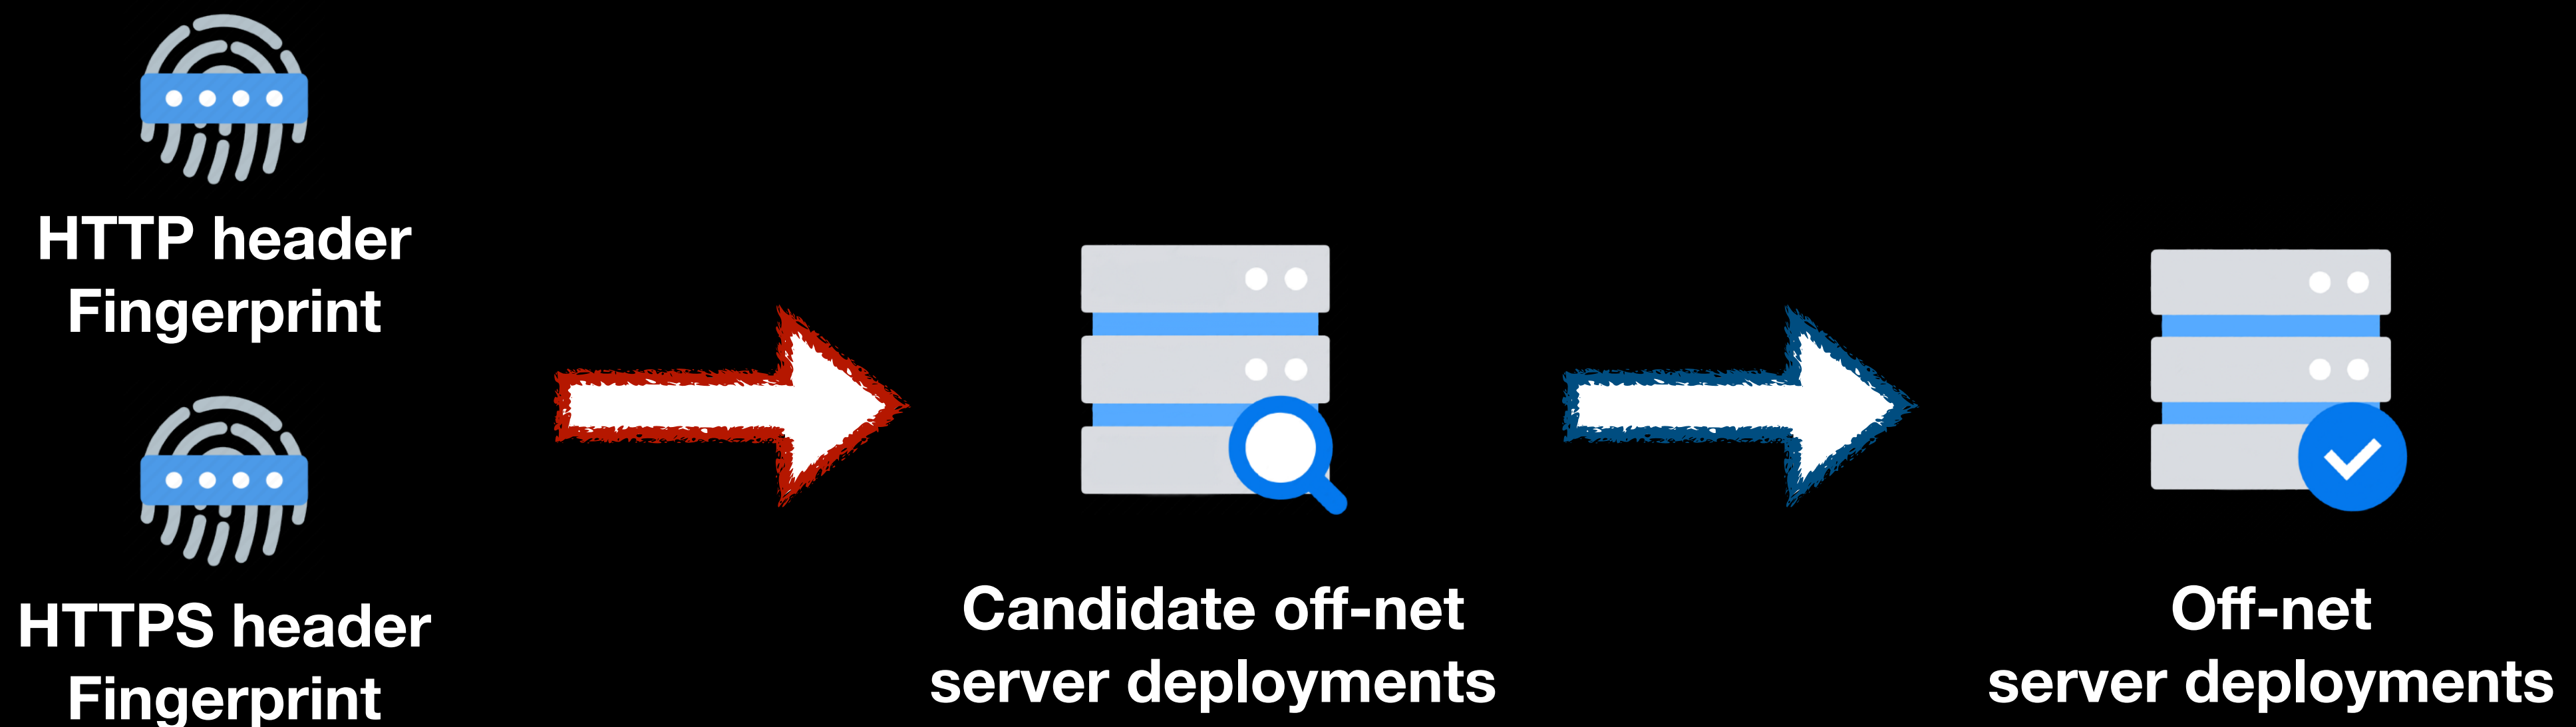 HTTP header
Fingerprint
HTTPS header
Fingerprint
Candidate off-net
server deployments
Off-net
server deployments